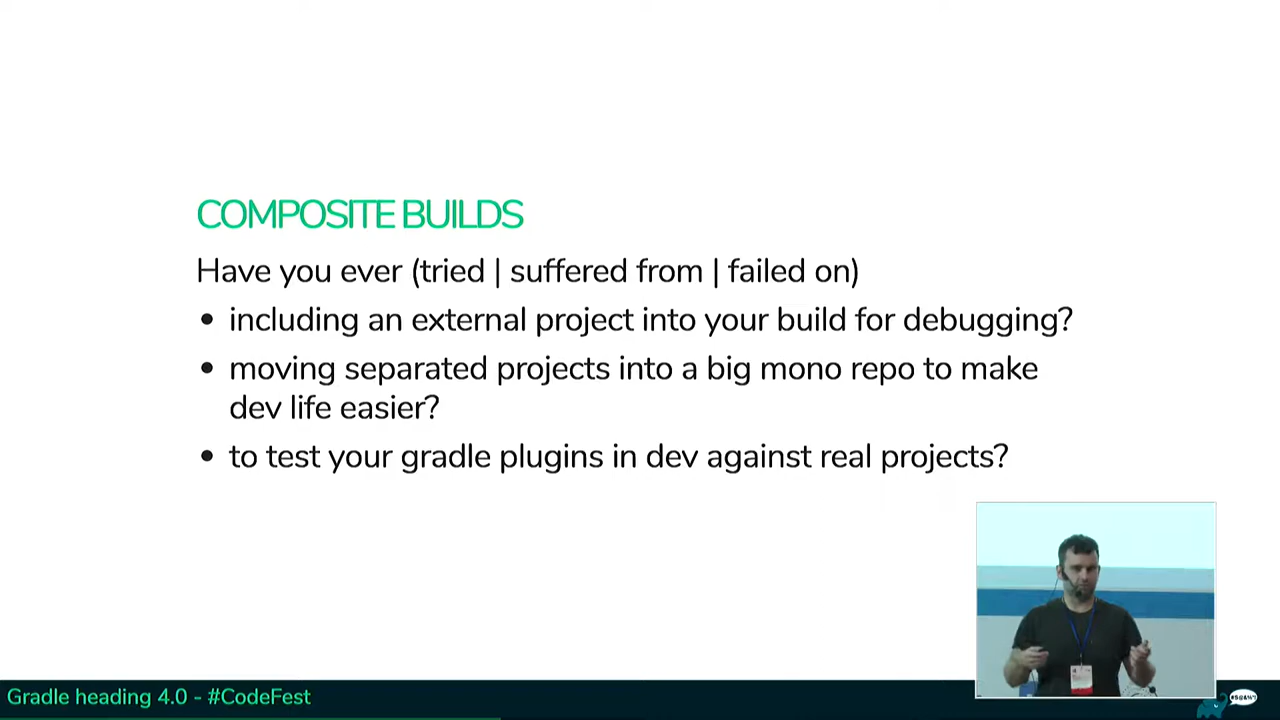 COMPOSITE BUILDS
Have you ever (tried | suffered from | failed on)
• including an external project into your build for debugging?
• moving separated projects into a big mono repo to make
dev life easier?
• to test your gradle plugins in dev against real projects?
Gradle heading 4.0 - #CodeFest